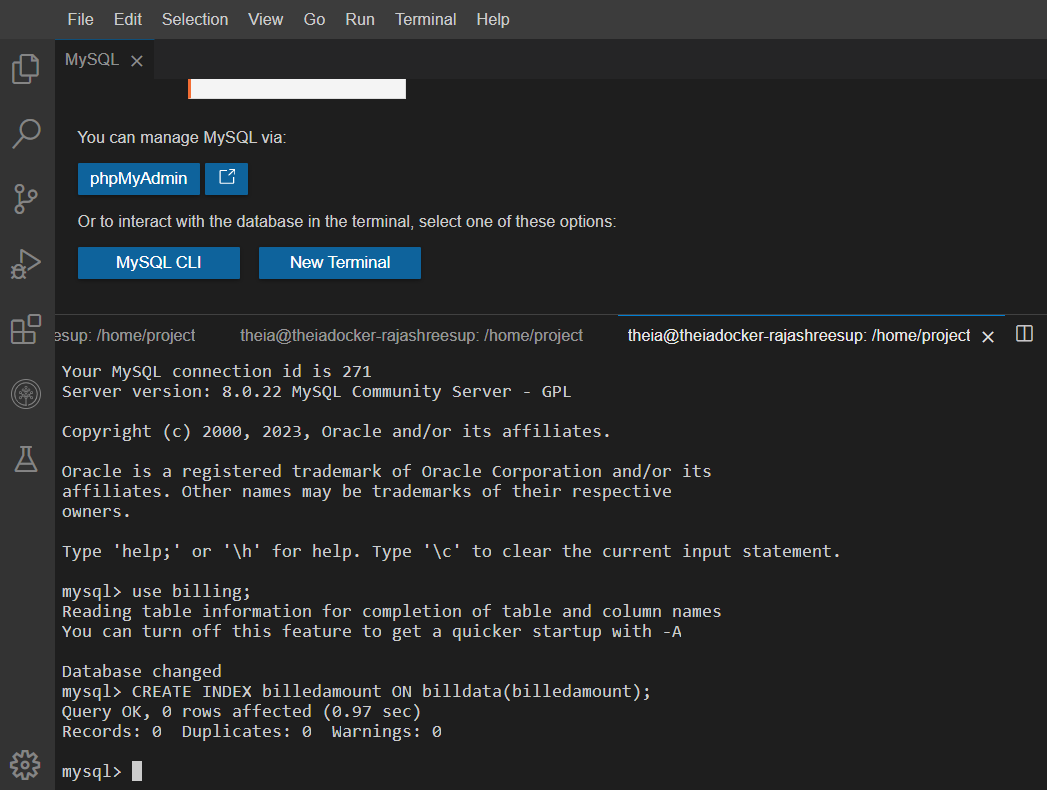 File Edit Selection View Go Run Terminal Help
MySQL
You can manage MySQL via:
phpMyAdmin
Or to interact with the database in the terminal, select one of these options:
MySQL CLI New Terminal
esup: /home/project theia@theiadocker-rajashreesup: /home/project theia@theiadocker-rajashreesup: /home/project
Your MySQL connection id is 271
Server version: 8.0.22 MySQL Community Server - GPL
Copyright (c) 2000, 2023, Oracle and/or its affiliates.
Oracle is a registered trademark of Oracle Corporation and/or its
affiliates. Other names may be trademarks of their respective
owners.
Type 'help;' or '\h' for help. Type '\c' to clear the current input statement.
mysql> use billing;
Reading table information for completion of table and column names
You can turn off this feature to get a quicker startup with -A
Database changed
mysql> CREATE INDEX billedamount ON billdata(billedamount);
Query OK, 0 rows affected (0.97 sec)
Records: 0  Duplicates: 0  Warnings: 0
mysql>